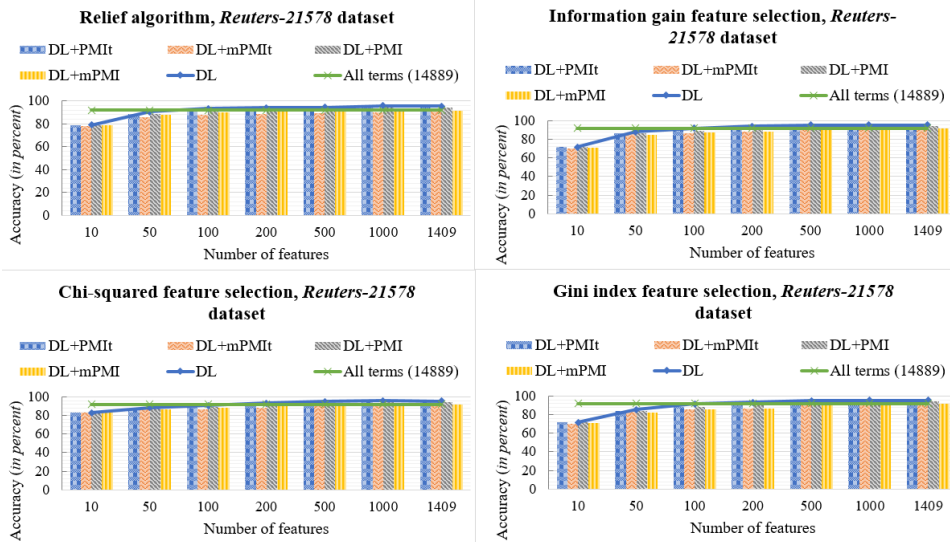 Relief algorithm, Reuters-21578 dataset
DL+PMIt
DL+mPMIt
DL+PMI
DL+mPMI
DL
All terms (14889)
Accuracy (in percent)
100
80
60
40
20
0
10 50 100 200 500 1000 1409
Number of features
Information gain feature selection, Reuters-
21578 dataset
DL+PMIt
DL+mPMIt
DL+PMI
DL+mPMI
DL
All terms (14889)
Accuracy (in percent)
100
80
60
40
20
0
10 50 100 200 500 1000 1409
Number of features
Chi-squared feature selection, Reuters-21578
dataset
DL+PMIt
DL+mPMIt
DL+PMI
DL+mPMI
DL
All terms (14889)
Accuracy (in percent)
100
80
60
40
20
0
10 50 100 200 500 1000 1409
Number of features
Gini index feature selection, Reuters-21578
dataset
DL+PMIt
DL+mPMIt
DL+PMI
DL+mPMI
DL
All terms (14889)
Accuracy (in percent)
100
80
60
40
20
0
10 50 100 200 500 1000 1409
Number of features